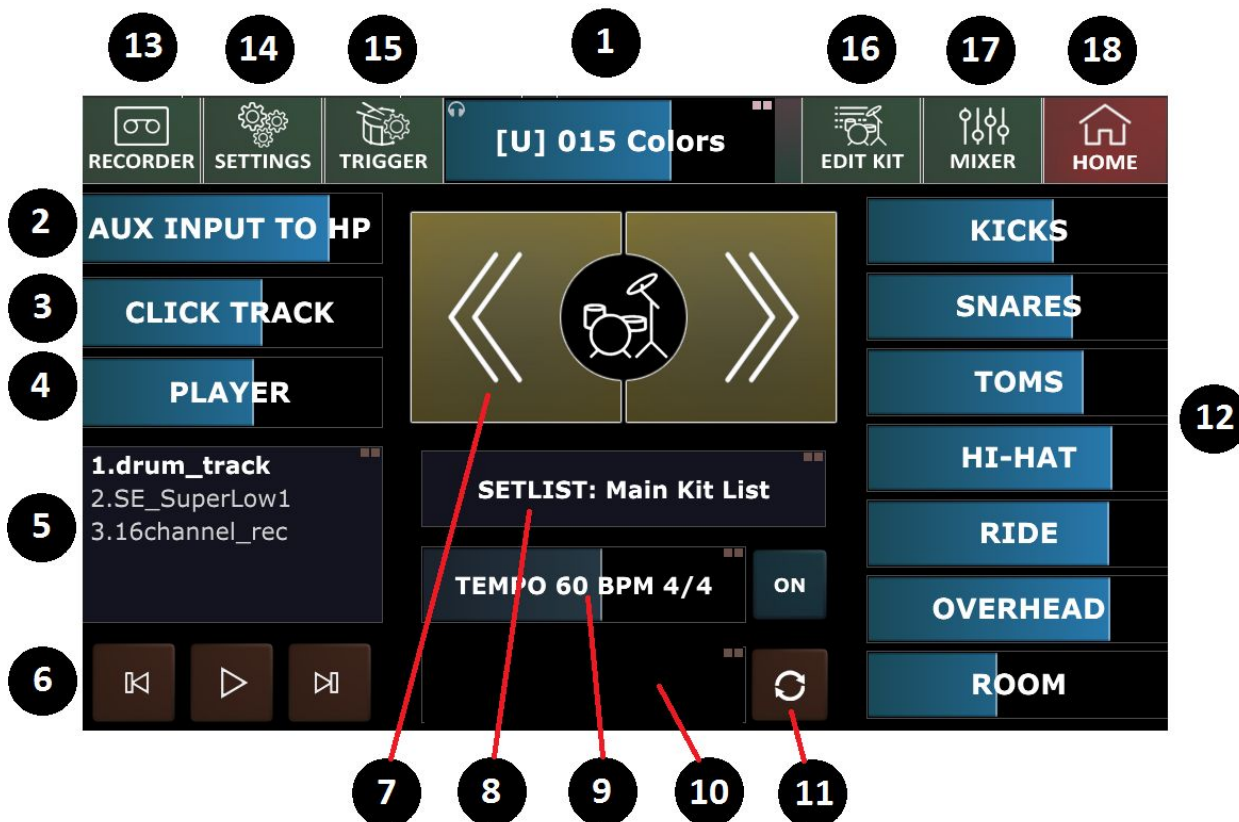 13
14
15
1
16
17
18
RECORDER
SETTINGS
TRIGGER
[U] 015 Colors
EDIT KIT
MIXER
HOME
2
AUX INPUT TO HP
KICKS
3
CLICK TRACK
SNARES
4
PLAYER
TOMS
12
5
1.drum_track
2.SE_SuperLow1
3.16channel_rec
SETLIST: Main Kit List
HI-HAT
RIDE
TEMPO 60 BPM 4/4
ON
OVERHEAD
6
ROOM
7
8
9
10
11